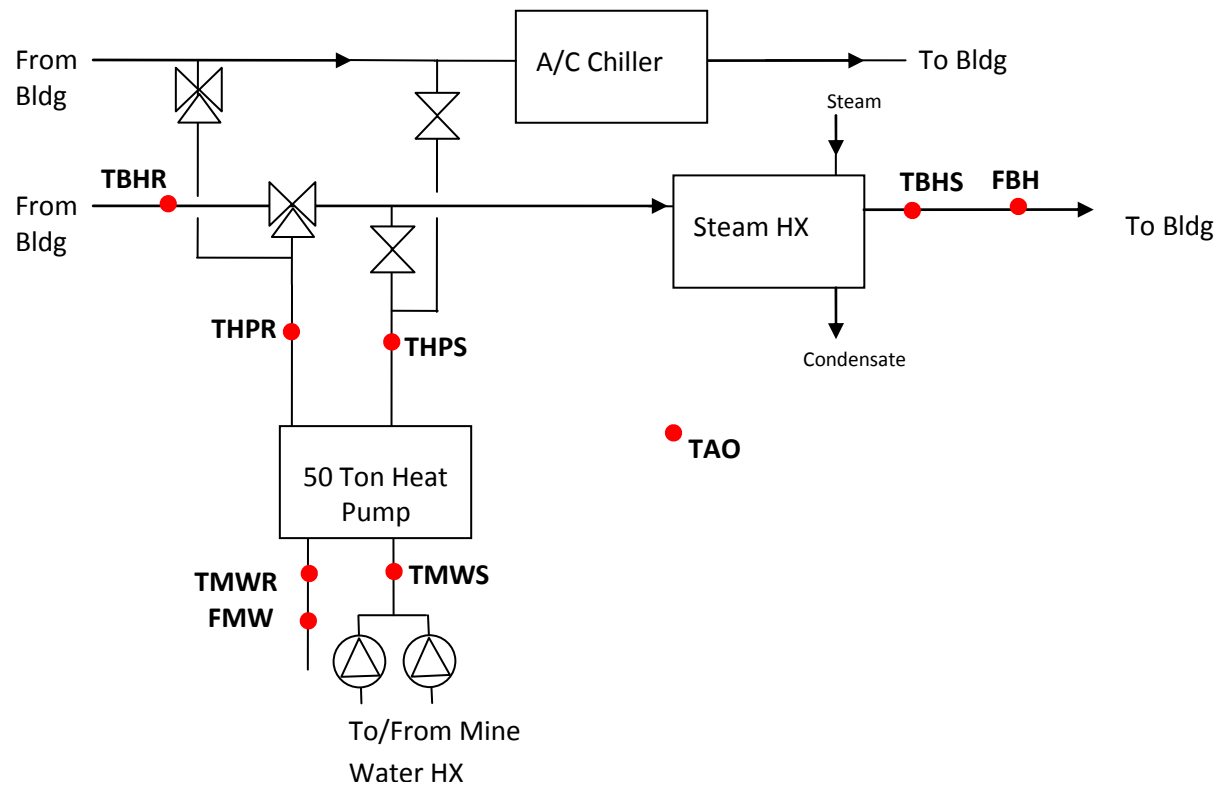 From
Bldg
A/C Chiller
To Bldg
Steam
TBHR
TBHS
FBH
From
Bldg
Steam HX
To Bldg
THPR
THPS
Condensate
TAO
50 Ton Heat
Pump
TMWR
TMWS
FMW
To/From Mine
Water HX